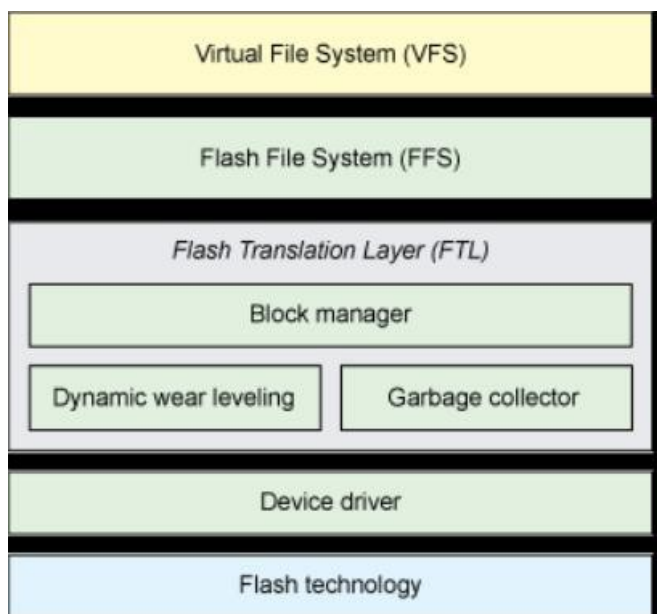 Virtual File System (VFS)
Flash File System (FFS)
Flash Translation Layer (FTL)
Block manager
Dynamic wear leveling
Garbage collector
Device driver
Flash technology